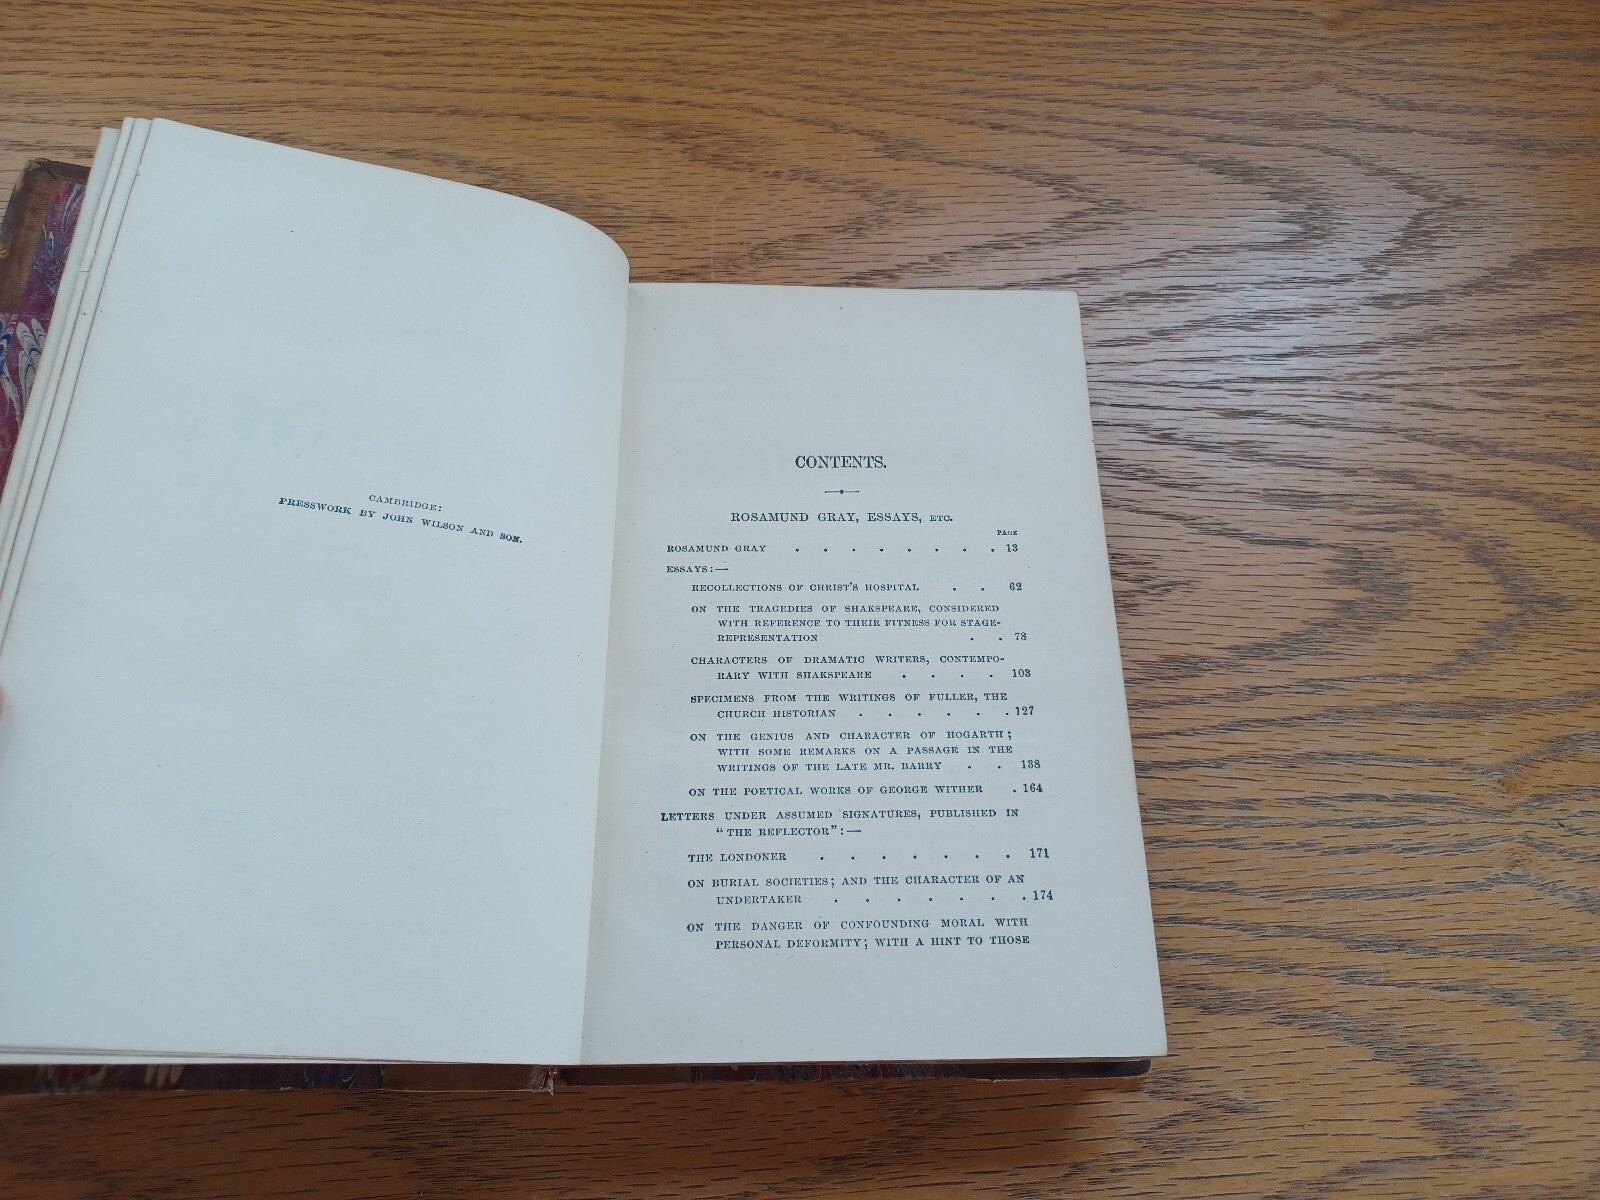 CAMBRIDGE:
PRESSWORK BY JOHN WILSON AND SON.
CONTENTS.
ROSAMUND GRAY, ESSAYS, ETC.
PAGE
ROSAMUND GRAY . . . . . . . . 13
ESSAYS:—
RECOLLECTIONS OF CHRIST'S HOSPITAL . . 62
ON THE TRAGEDIES OF SHAKSPEARE, CONSIDERED
WITH REFERENCE TO THEIR FITNESS FOR STAGE-
REPRESENTATION . . 78
CHARACTERS OF DRAMATIC WRITERS, CONTEMPO-
RARY WITH SHAKSPEARE . . . . 103
SPECIMENS FROM THE WRITINGS OF FULLER, THE
CHURCH HISTORIAN . . . . . . 127
ON THE GENIUS AND CHARACTER OF HOGARTH;
WITH SOME REMARKS ON A PASSAGE IN THE
WRITINGS OF THE LATE MR. BARRY . . 138
ON THE POETICAL WORKS OF GEORGE WITHER . 164
LETTERS UNDER ASSUMED SIGNATURES, PUBLISHED IN
"THE REFLECTOR":—
THE LONDONER . . . . . . . 171
ON BURIAL SOCIETIES; AND THE CHARACTER OF AN
UNDERTAKER . . . . . . . 174
ON THE DANGER OF CONFOUNDING MORAL WITH
PERSONAL DEFORMITY; WITH A HINT TO THOSE